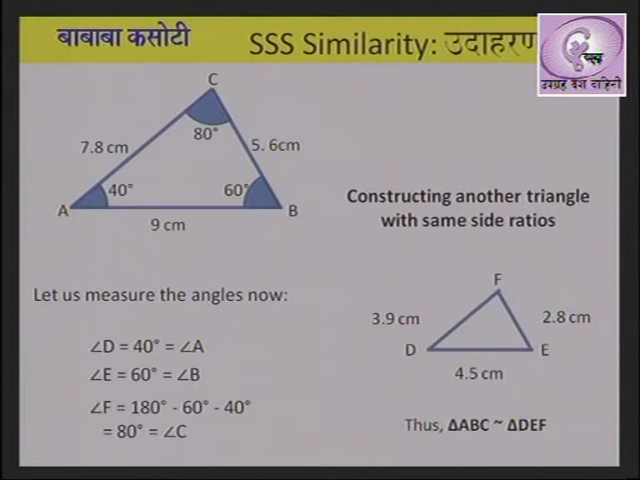 बाबाबा कसोटी
SSS Similarity: उदाहरण
C
80°
7.8 cm
5. 6cm
40°
60°
A
B
9 cm
Constructing another triangle
with same side ratios
Let us measure the angles now:
F
3.9 cm
2.8 cm
D
E
4.5 cm
∠D = 40° = ∠A
∠E = 60° = ∠B
∠F = 180° - 60° - 40°
= 80° = ∠C
Thus, ΔABC ~ ΔDEF